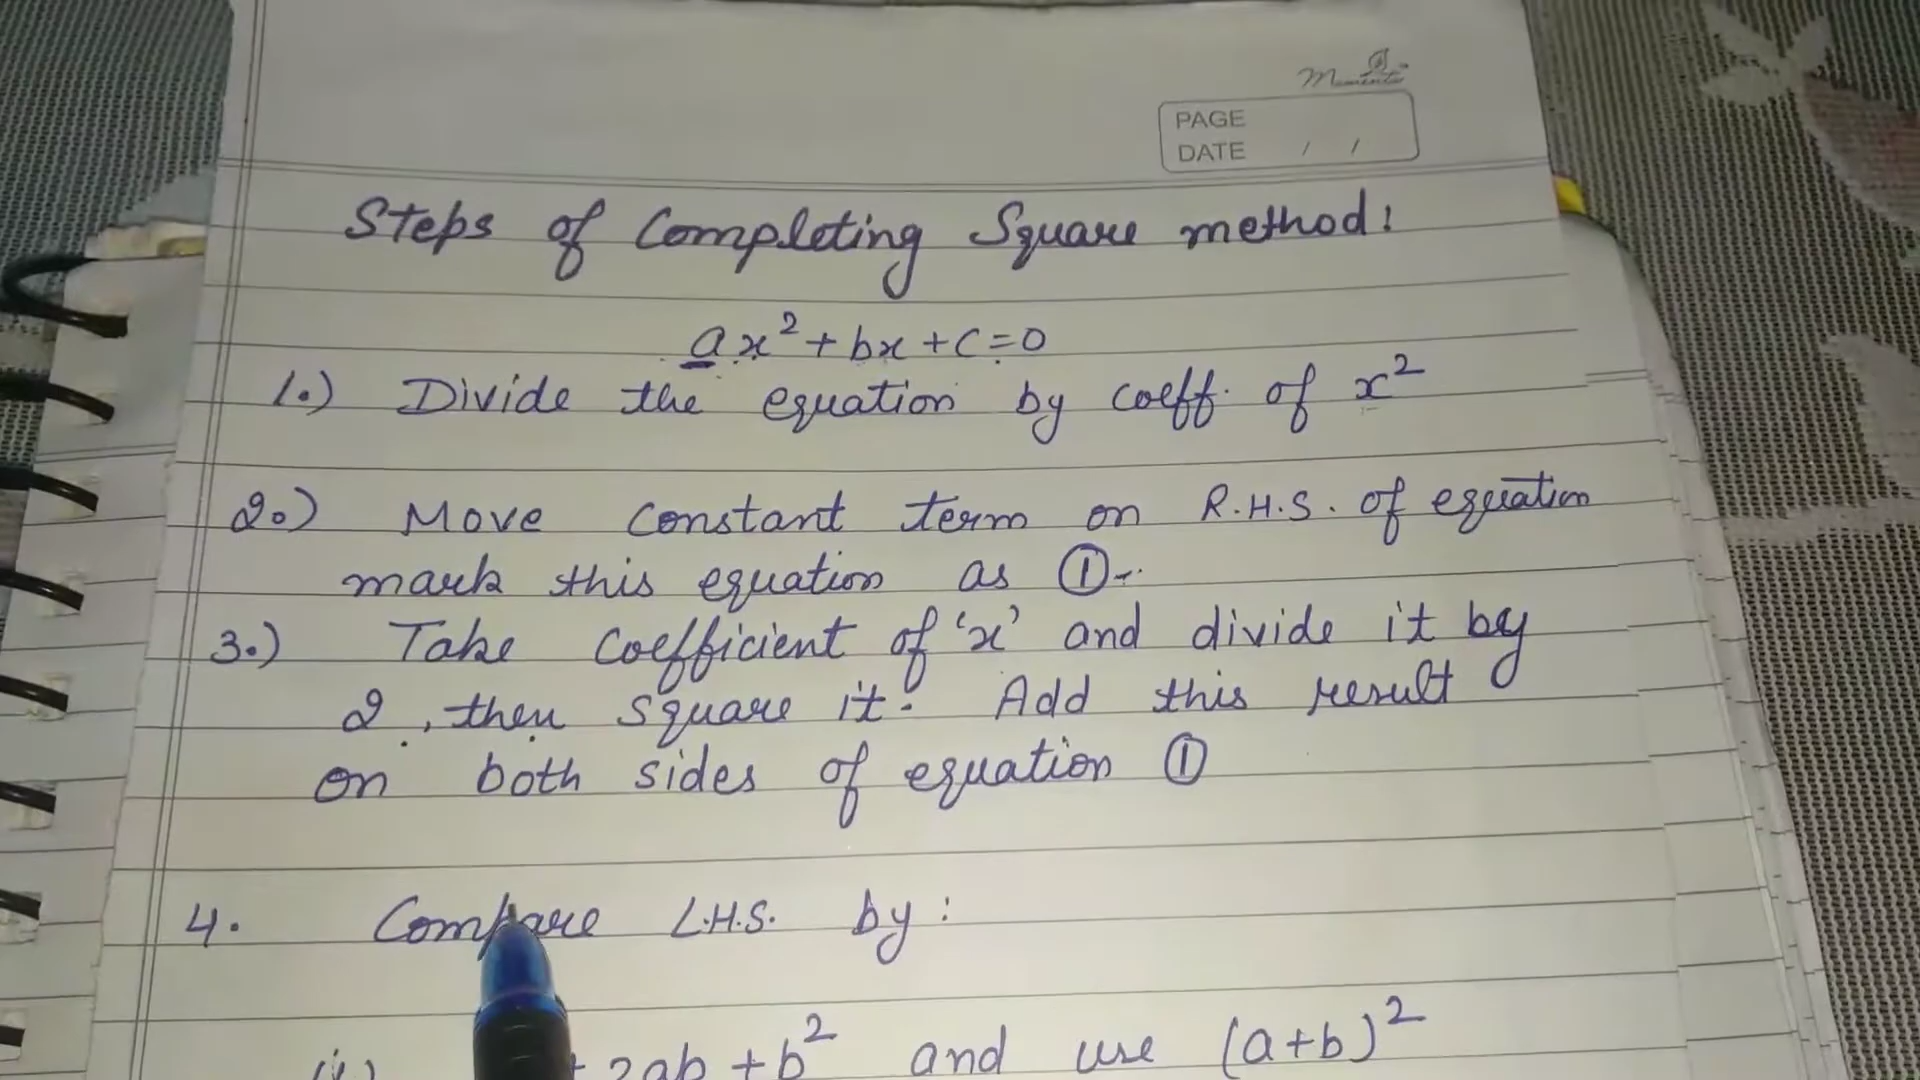 PAGE
DATE / /
Steps of Completing Square method:
ax² + bx + c = 0
1.) Divide the equation by coeff. of x²
2.) Move constant term on R.H.S. of equation
mark this equation as ①
3.) Take coefficient of 'x' and divide it by
2, then square it. Add this result
on both sides of equation ①
4. Compare L.H.S. by:
+ 2ab + b² and use (a+b)²